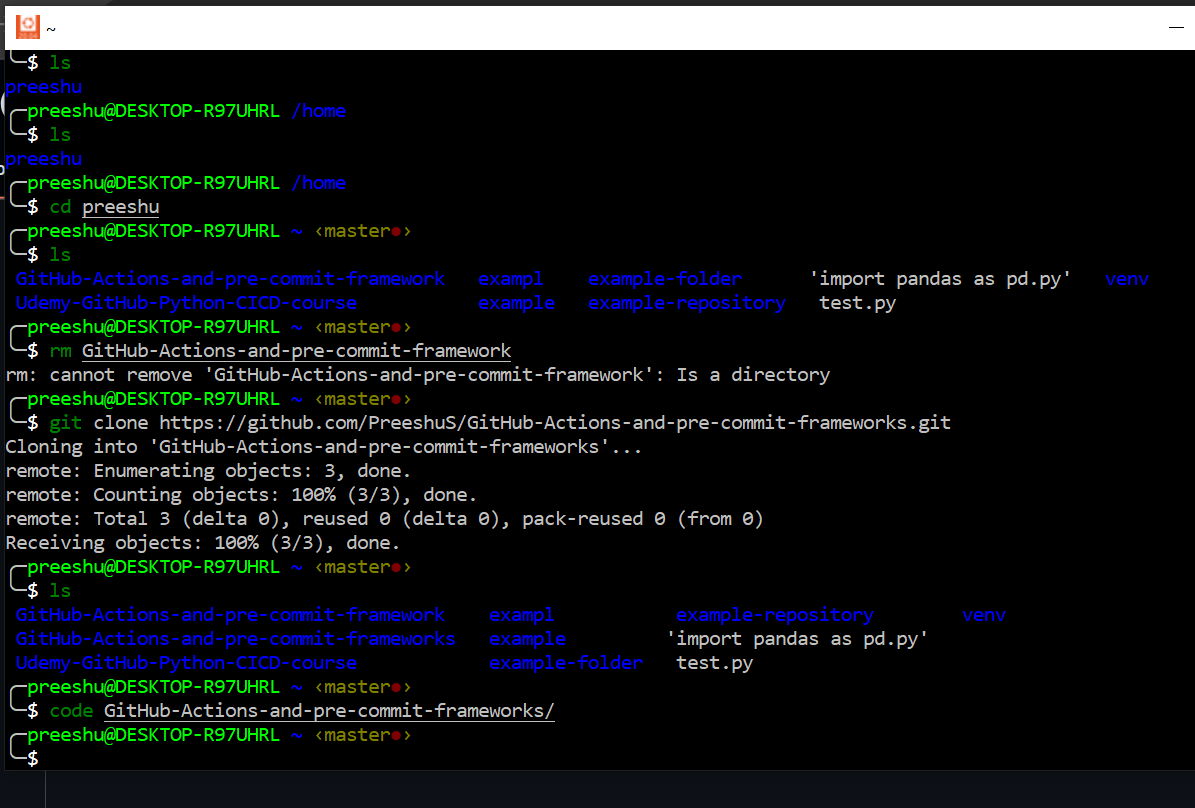 ~
$ ls
preeshu
preeshu@DESKTOP-R97UHRL /home
$ ls
preeshu
preeshu@DESKTOP-R97UHRL /home
$ cd preeshu
preeshu@DESKTOP-R97UHRL ~ ‹master●›
$ ls
GitHub-Actions-and-pre-commit-framework exampl example-folder 'import pandas as pd.py' venv
Udemy-GitHub-Python-CICD-course example example-repository test.py
preeshu@DESKTOP-R97UHRL ~ ‹master●›
$ rm GitHub-Actions-and-pre-commit-framework
rm: cannot remove 'GitHub-Actions-and-pre-commit-framework': Is a directory
preeshu@DESKTOP-R97UHRL ~ ‹master●›
$ git clone https://github.com/PreeshuS/GitHub-Actions-and-pre-commit-frameworks.git
Cloning into 'GitHub-Actions-and-pre-commit-frameworks'...
remote: Enumerating objects: 3, done.
remote: Counting objects: 100% (3/3), done.
remote: Total 3 (delta 0), reused 0 (delta 0), pack-reused 0 (from 0)
Receiving objects: 100% (3/3), done.
preeshu@DESKTOP-R97UHRL ~ ‹master●›
$ ls
GitHub-Actions-and-pre-commit-framework exampl example-repository venv
GitHub-Actions-and-pre-commit-frameworks example 'import pandas as pd.py'
Udemy-GitHub-Python-CICD-course example-folder test.py
preeshu@DESKTOP-R97UHRL ~ ‹master●›
$ code GitHub-Actions-and-pre-commit-frameworks/
preeshu@DESKTOP-R97UHRL ~ ‹master●›
$